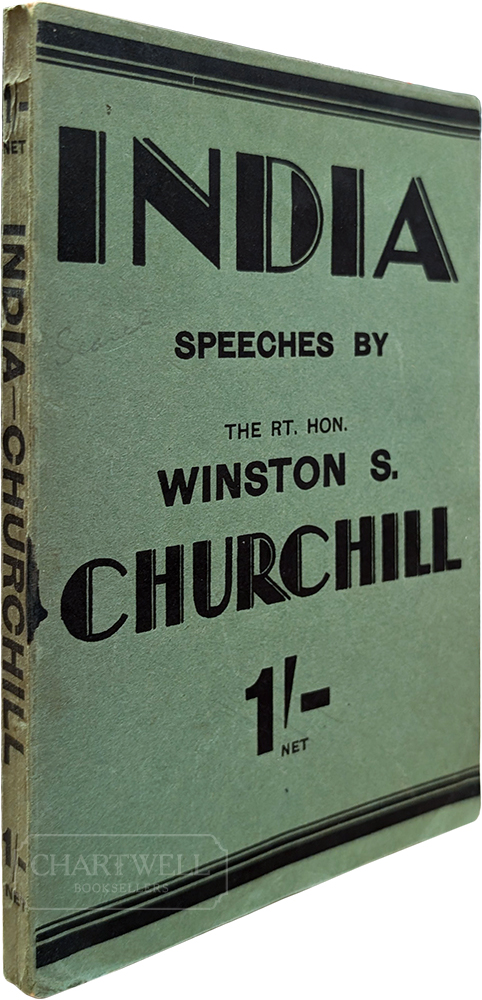 INDIA
SPEECHES BY
THE RT. HON.
WINSTON S.
CHURCHILL
1/-
NET
1/-
NET
INDIA–CHURCHILL
1/-
NET
CHARTWELL
BOOKSELLERS